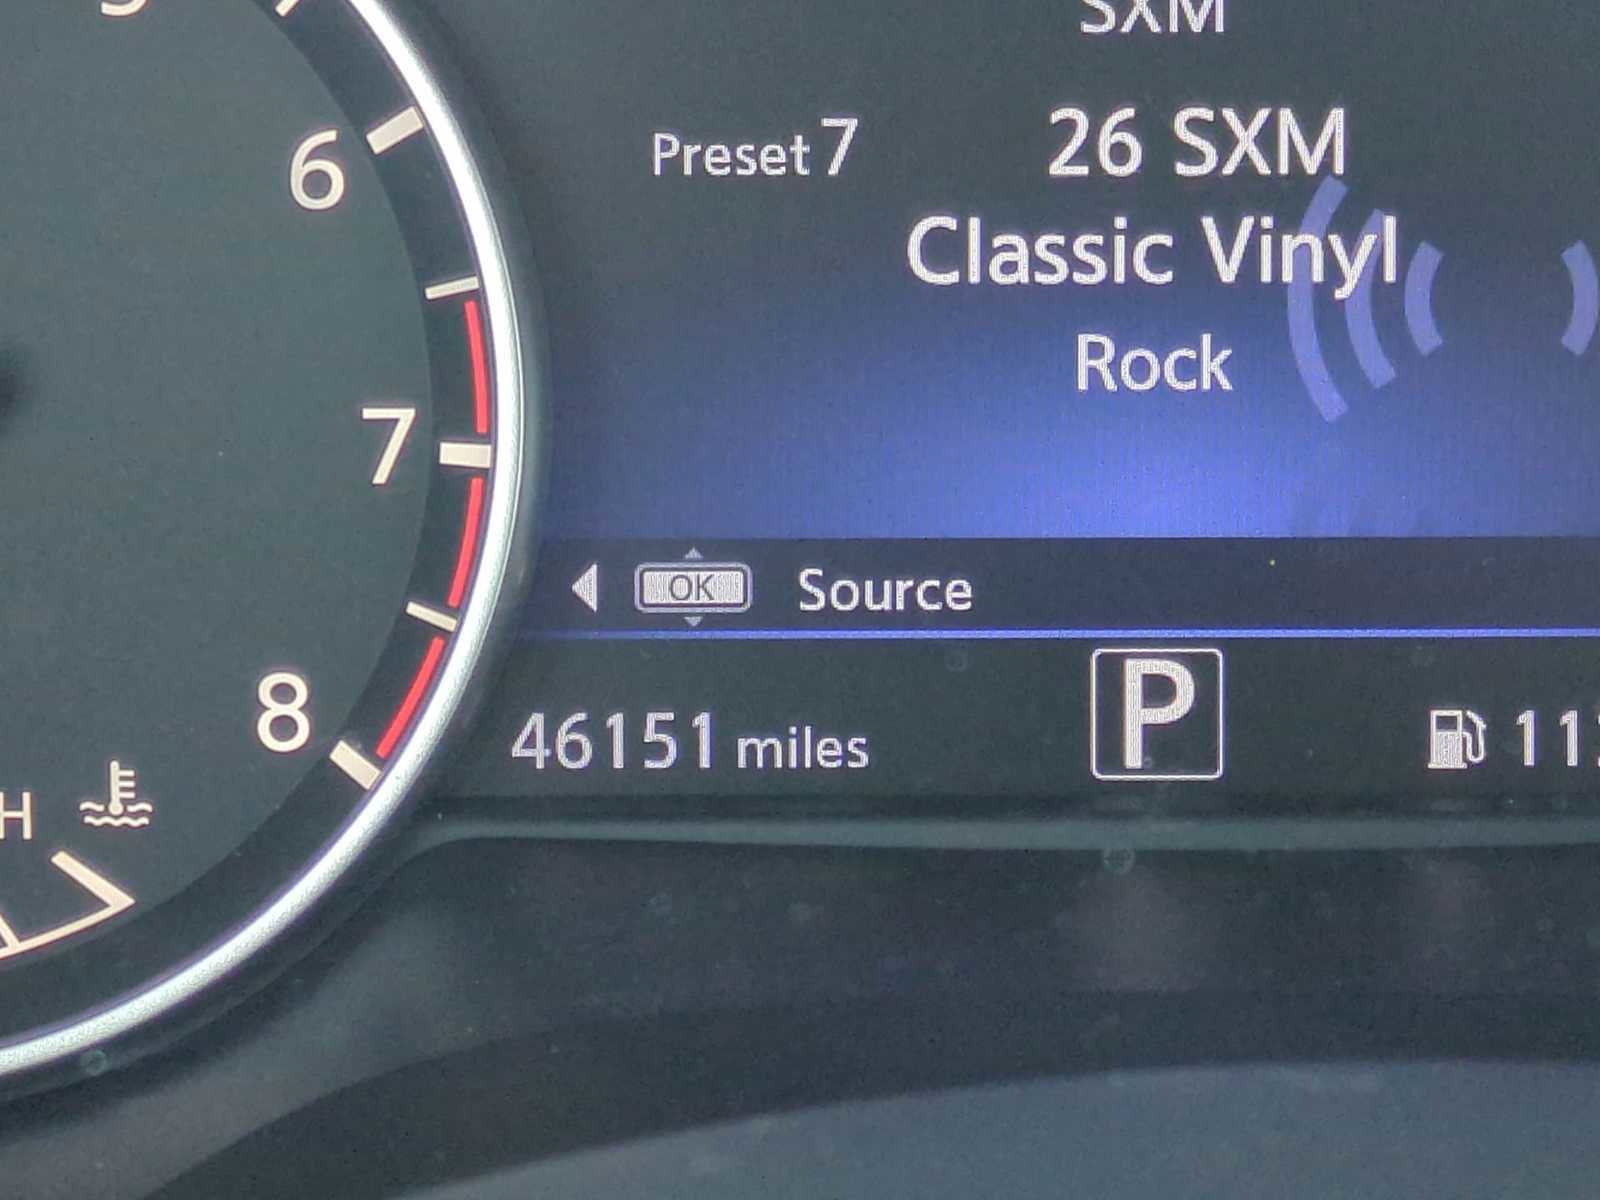 SXM
6
Preset 7
26 SXM
Classic Vinyl
Rock
7
OK Source
8
46151 miles
P
H